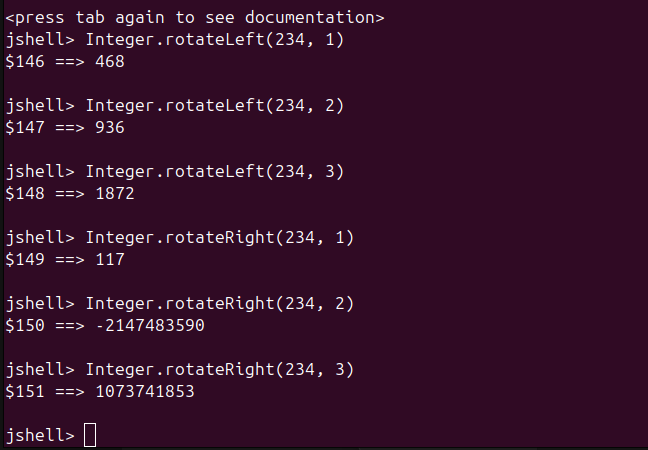 <press tab again to see documentation>
jshell> Integer.rotateLeft(234, 1)
$146 ==> 468
jshell> Integer.rotateLeft(234, 2)
$147 ==> 936
jshell> Integer.rotateLeft(234, 3)
$148 ==> 1872
jshell> Integer.rotateRight(234, 1)
$149 ==> 117
jshell> Integer.rotateRight(234, 2)
$150 ==> -2147483590
jshell> Integer.rotateRight(234, 3)
$151 ==> 1073741853
jshell>